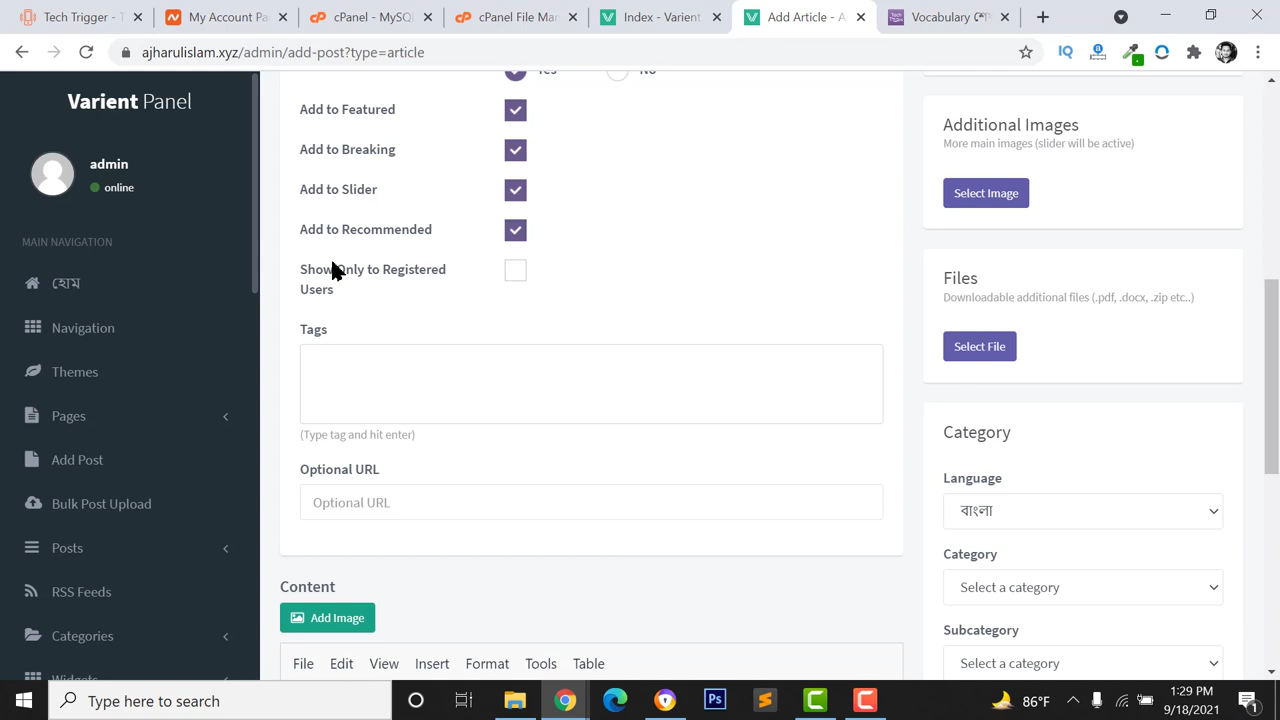 Tech Trigger -
My Account Pa
cPanel - MySQL
cPanel File Mar
Index - Varient
Add Article - A
ajharulislam.xyz/admin/add-post?type=article
Varient Panel
admin
online
MAIN NAVIGATION
হোম
Navigation
Themes
Pages
Add Post
Bulk Post Upload
Posts
RSS Feeds
Categories
Widgets
Yes
No
Add to Featured
Add to Breaking
Add to Slider
Add to Recommended
Show Only to Registered
Users
Tags
(Type tag and hit enter)
Optional URL
Optional URL
Content
Add Image
File Edit View Insert Format Tools Table
Additional Images
More main images (slider will be active)
Select Image
Files
Downloadable additional files (.pdf, .docx, .zip etc..)
Select File
Category
Language
বাংলা
Category
Select a category
Subcategory
Select a category
Type here to search
86°F
1:29 PM
9/18/2021